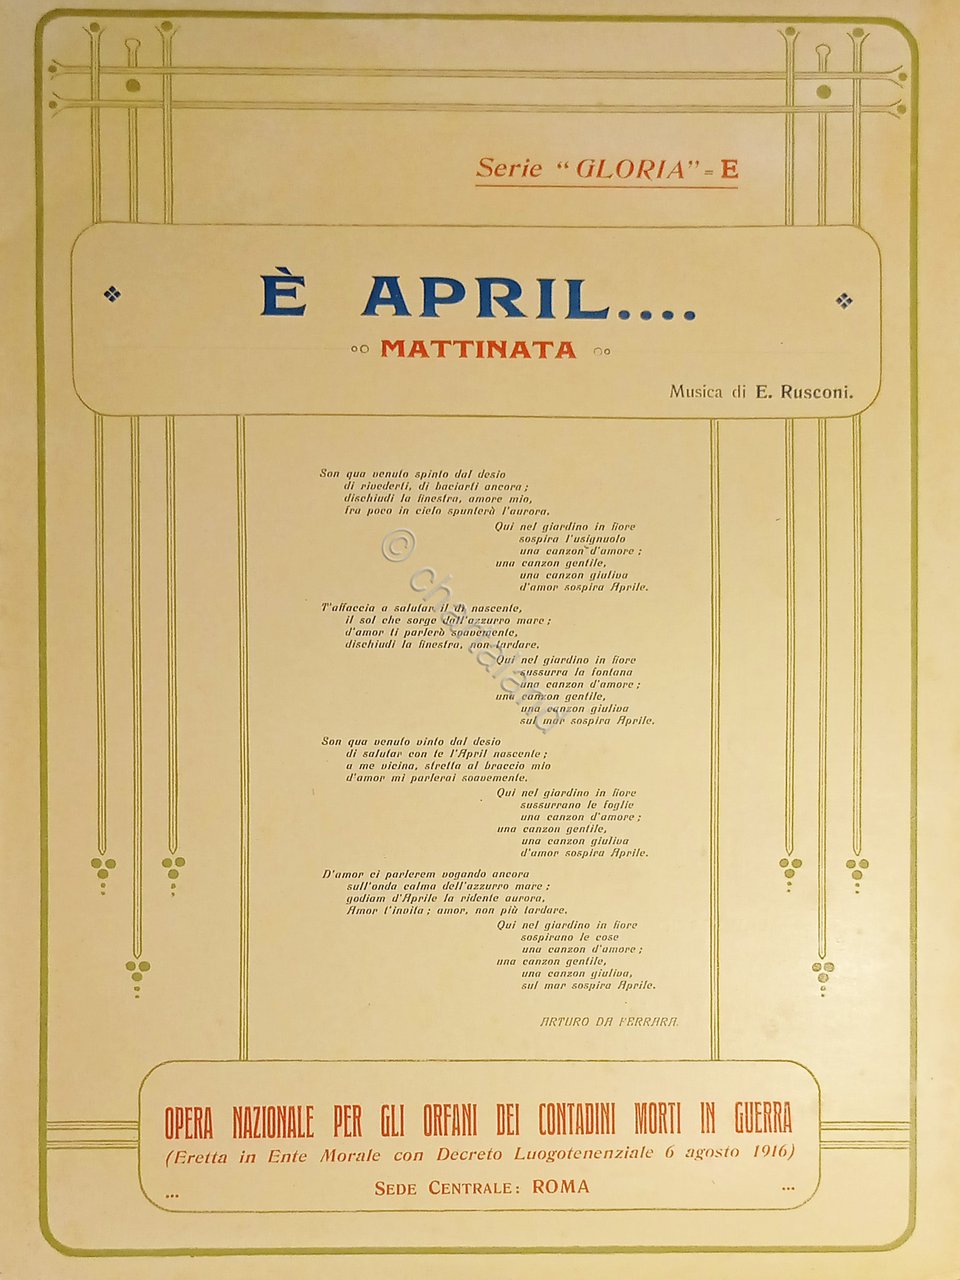 Serie “GLORIA” = E
È APRIL....
MATTINATA
Musica di E. Rusconi.
Son qua venuto spinto dal desio
di rivederti, di baciarti ancora ;
dischiudi la finestra, amore mio,
fra poco in cielo spunterà l'aurora.
Qui nel giardino in fiore
sospira l'usignuolo
una canzon d'amore ;
una canzon gentile,
una canzon giuliva
d'amor sospira Aprile.
T'affaccia a salutar il dì nascente,
il sol che sorge dall'azzurro mare ;
d'amor ti parlerò soavemente,
dischiudi la finestra, non tardare.
Qui nel giardino in fiore
sussurra la fontana
una canzon d'amore ;
una canzon gentile,
una canzon giuliva
sul mar sospira Aprile.
Son qua venuto vinto dal desio
di salutar con te l'April nascente ;
a me vicina, stretta al braccio mio
d'amor mi parlerai soavemente.
Qui nel giardino in fiore
sussurrano le foglie
una canzon d'amore ;
una canzon gentile,
una canzon giuliva
d'amor sospira Aprile.
D'amor ci parlerem vogando ancora
sull'onda calma dell'azzurro mare ;
godiam d'Aprile la ridente aurora,
Amor t'invita ; amor, non più tardare.
Qui nel giardino in fiore
sospirano le cose
una canzon d'amore ;
una canzon gentile,
una canzon giuliva,
sul mar sospira Aprile.
ARTURO DA FERRARA.
© chartaland
OPERA NAZIONALE PER GLI ORFANI DEI CONTADINI MORTI IN GUERRA
(Eretta in Ente Morale con Decreto Luogotenenziale 6 agosto 1916)
... SEDE CENTRALE: ROMA ...